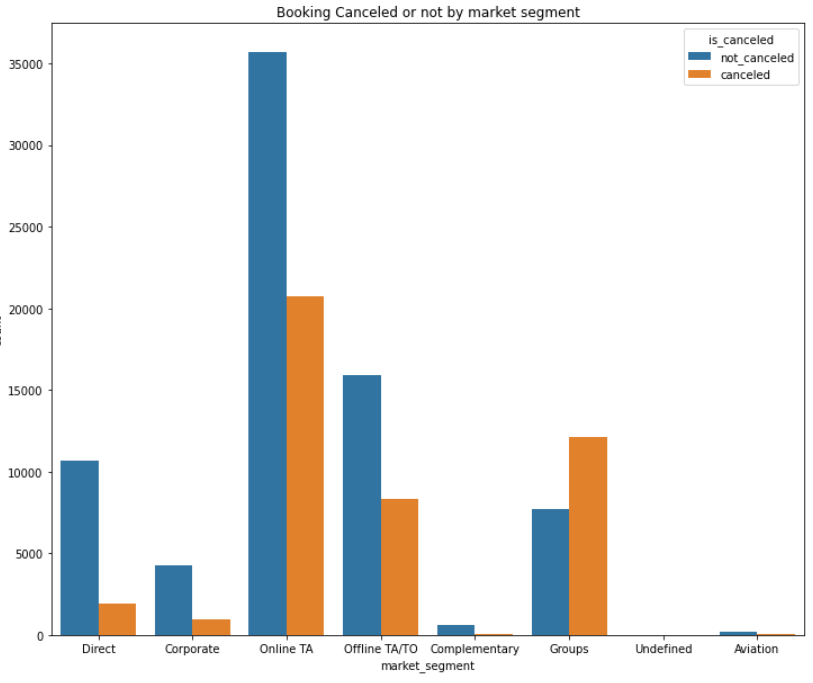 Booking Canceled or not by market segment
is_canceled
not_canceled
canceled
35000
30000
25000
20000
15000
10000
5000
0
Direct Corporate Online TA Offline TA/TO Complementary Groups Undefined Aviation
market_segment